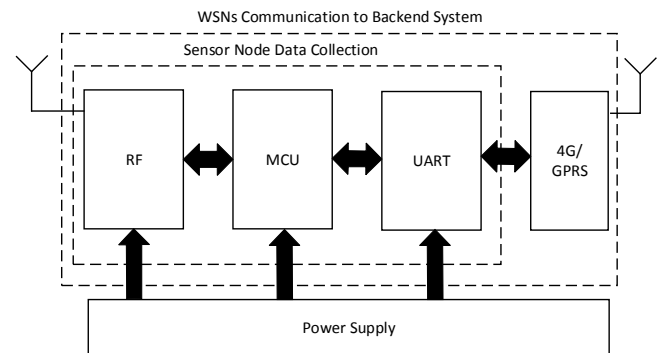 WSNs Communication to Backend System
Sensor Node Data Collection
RF
MCU
UART
4G/
GPRS
Power Supply